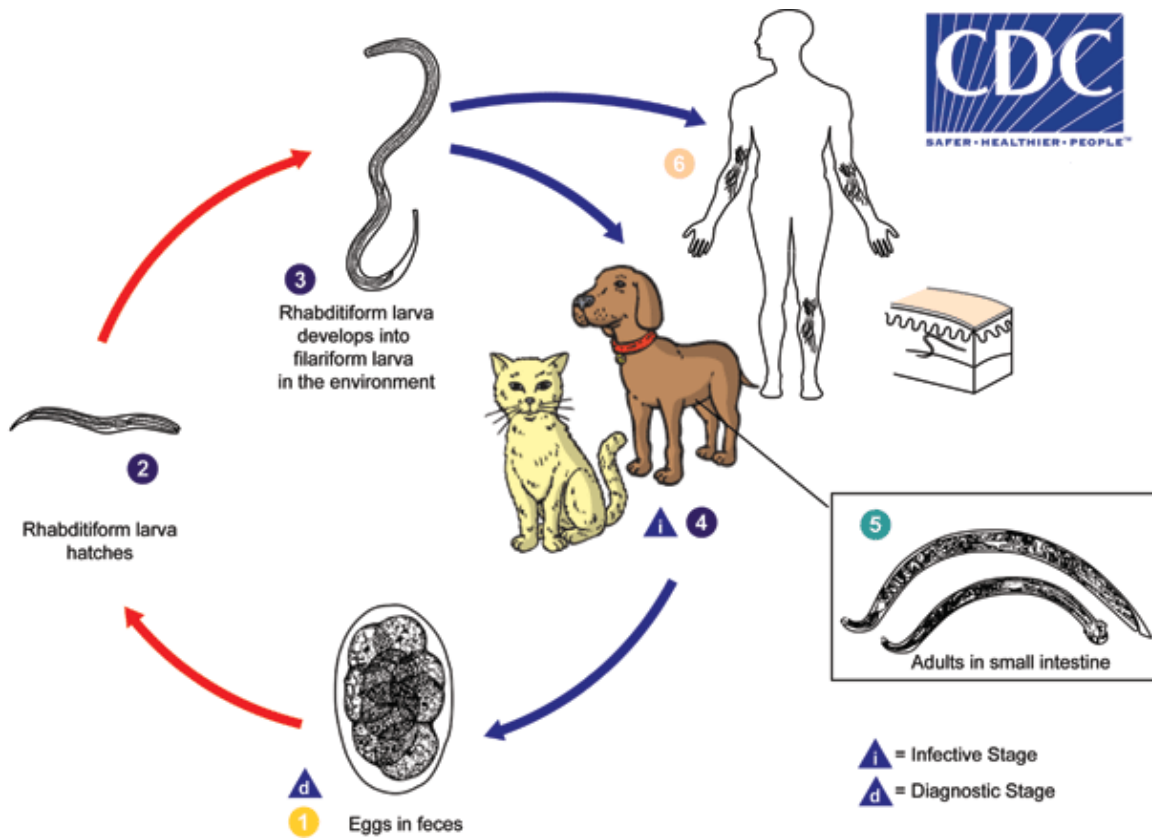 CDC
SAFER•HEALTHIER•PEOPLE™
6
3
Rhabditiform larva
develops into
filariform larva
in the environment
2
Rhabditiform larva
hatches
i 4
5
Adults in small intestine
d
1 Eggs in feces
i = Infective Stage
d = Diagnostic Stage